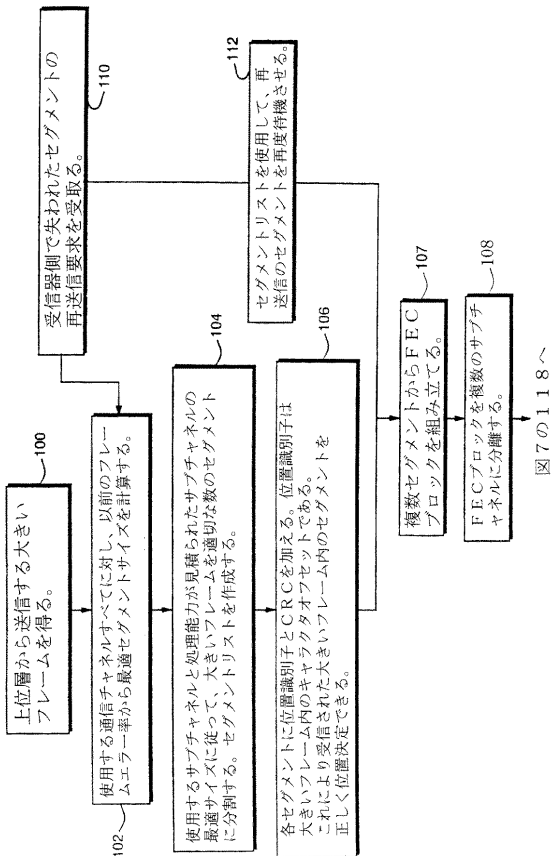 100
上位層から送信する大きい
フレームを得る。
110
受信器側で失われたセグメントの
再送信要求を受取る。
102
使用する通信チャネルすべてに対し、以前のフレー
ムエラー率から最適セグメントサイズを計算する。
104
使用するサブチャネルと処理能力が見積られたサブチャネルの
最適サイズに従って、大きいフレームを適切な数のセグメント
に分割する。セグメントリストを作成する。
112
セグメントリストを使用して、再
送信のセグメントを再度待機させる。
106
各セグメントに位置識別子とCRCを加える。位置識別子は
大きいフレーム内のキャラクタオフセットである。
これにより受信された大きいフレーム内のセグメントを
正しく位置決定できる。
107
複数セグメントからFEC
ブロックを組み立てる。
108
FECブロックを複数のサブチ
ャネルに分離する。
図7の118へ